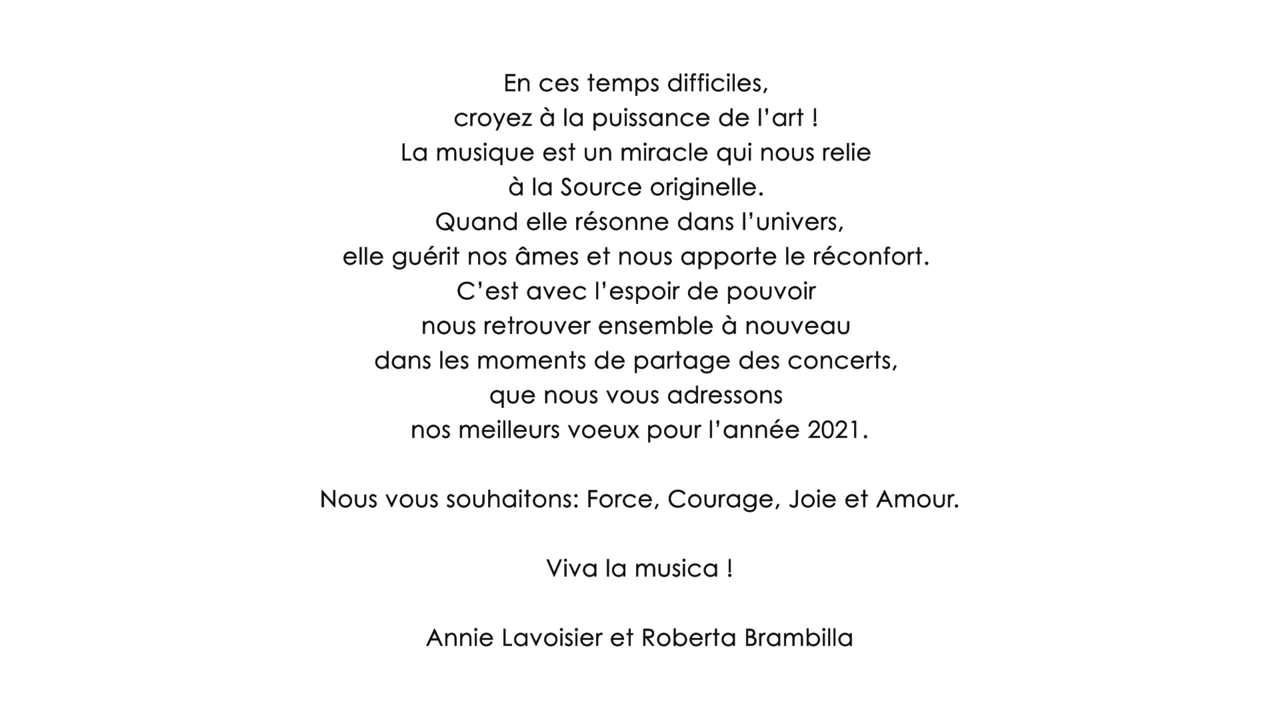 En ces temps difficiles,
croyez à la puissance de l’art !
La musique est un miracle qui nous relie
à la Source originelle.
Quand elle résonne dans l’univers,
elle guérit nos âmes et nous apporte le réconfort.
C’est avec l’espoir de pouvoir
nous retrouver ensemble à nouveau
dans les moments de partage des concerts,
que nous vous adressons
nos meilleurs voeux pour l’année 2021.
Nous vous souhaitons: Force, Courage, Joie et Amour.
Viva la musica !
Annie Lavoisier et Roberta Brambilla